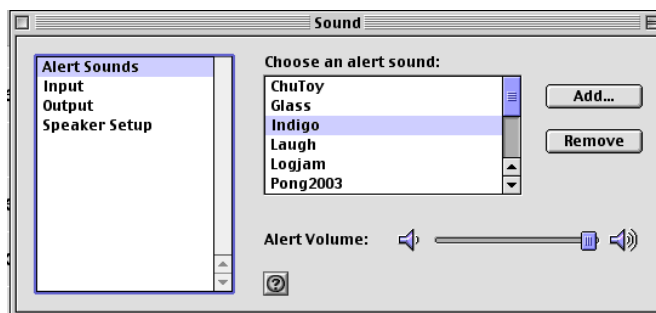 Sound
Alert Sounds
Input
Output
Speaker Setup
Choose an alert sound:
ChuToy
Glass
Indigo
Laugh
Logjam
Pong2003
Add...
Remove
Alert Volume:
?